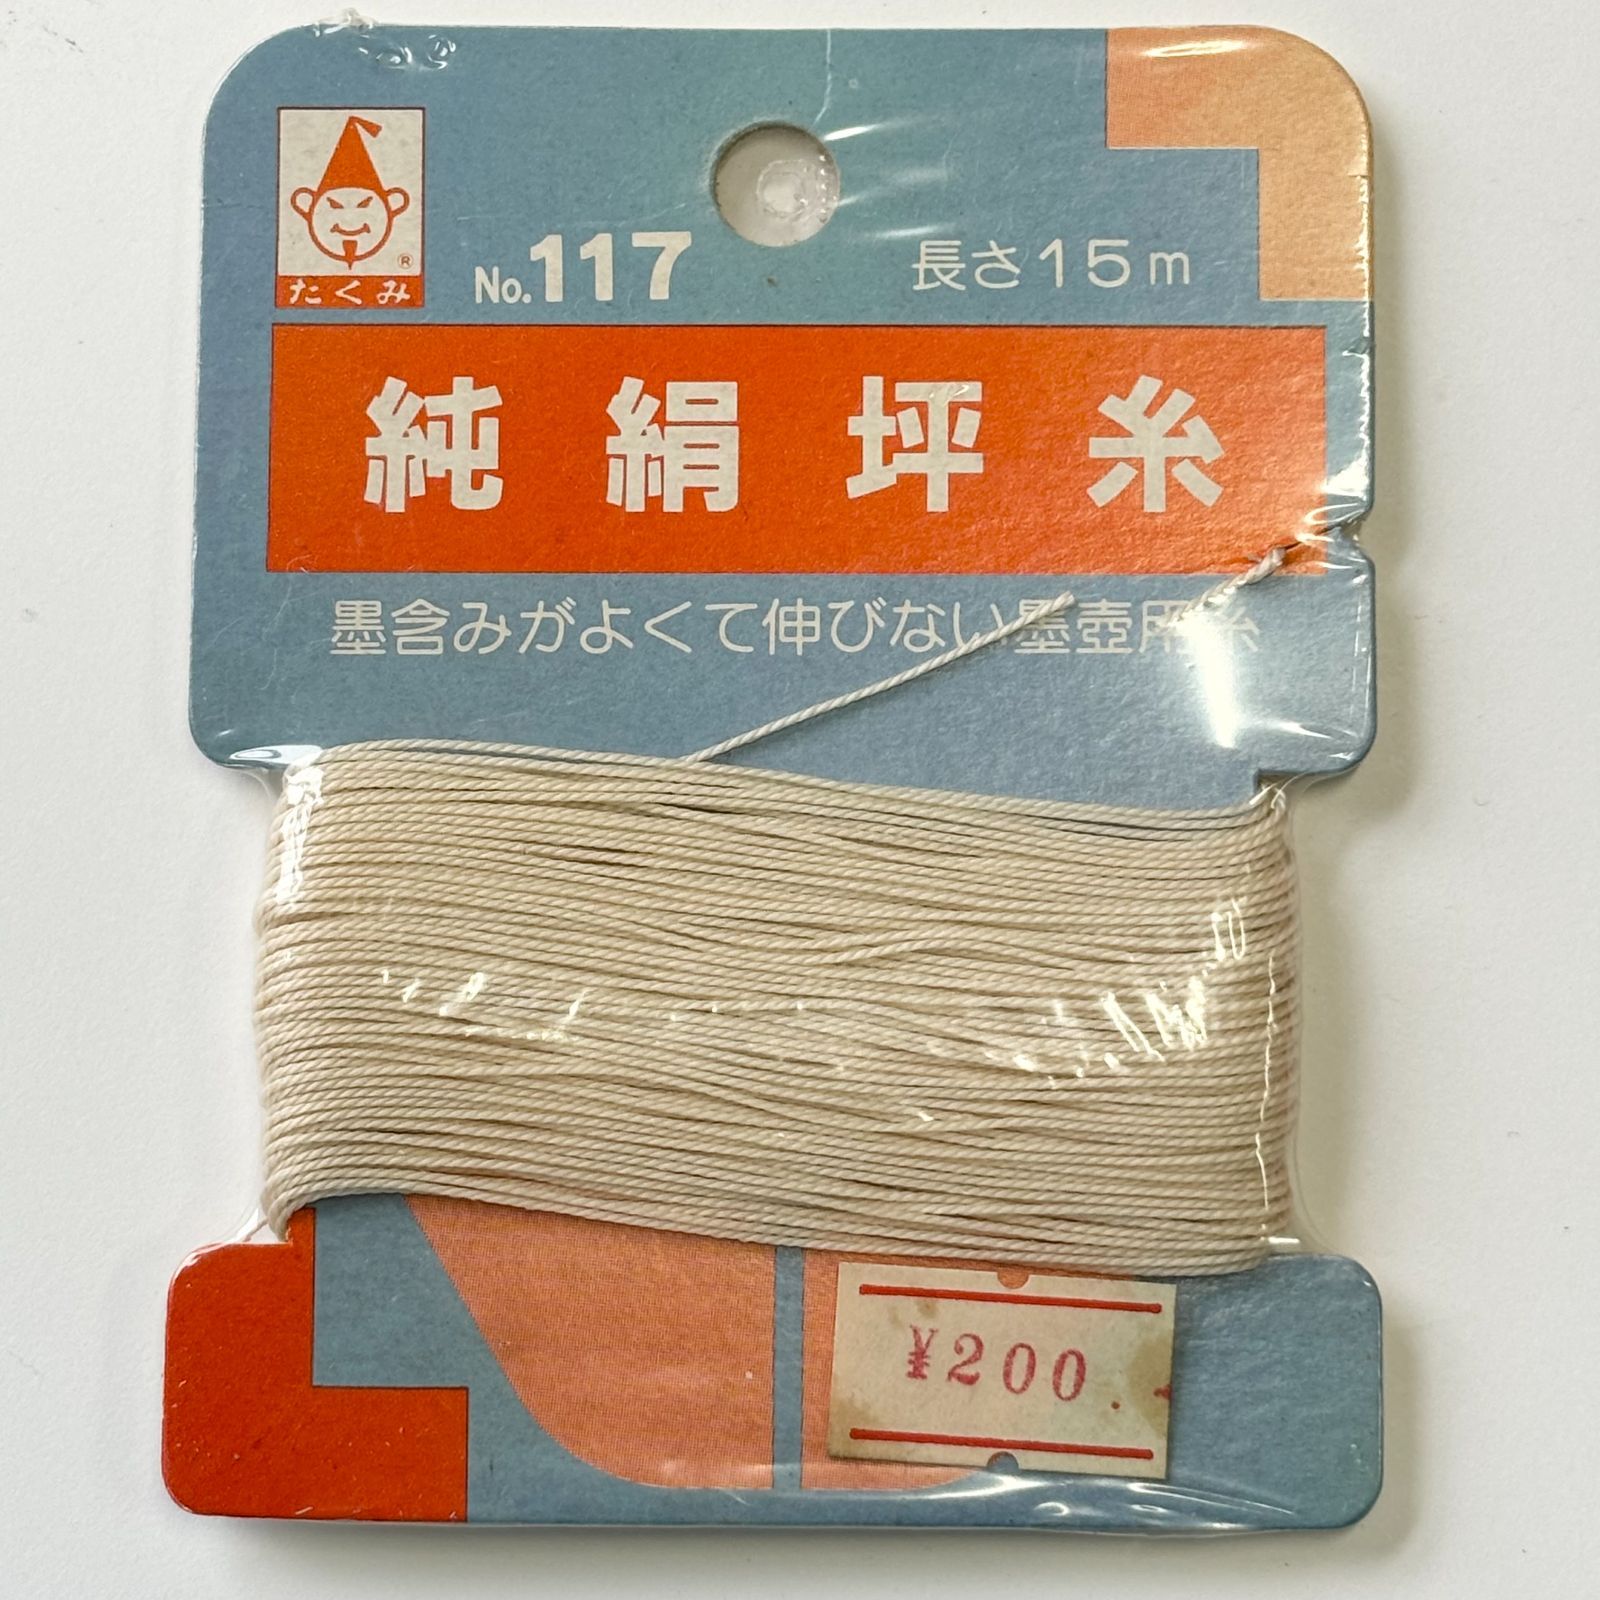 ®
たくみ
No.117
長さ15m
純絹坪糸
墨含みがよくて伸びない墨壺用糸
¥200